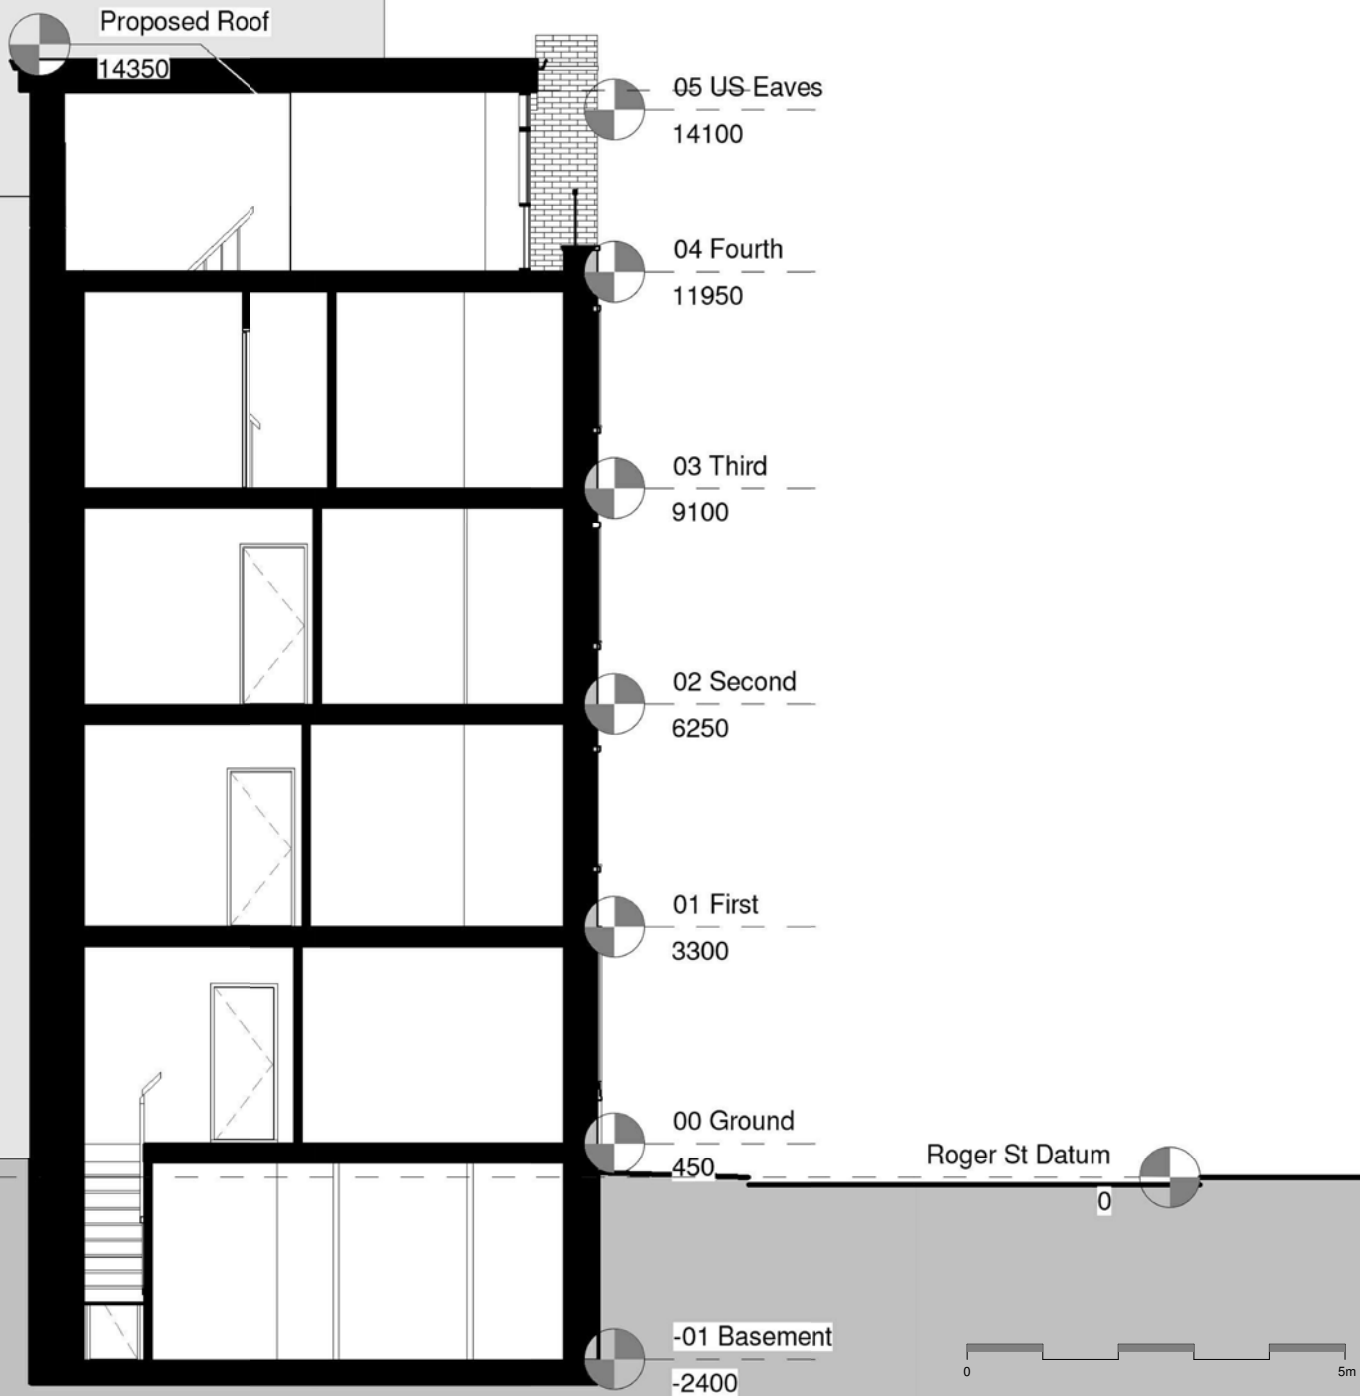 Proposed Roof
14350
05 US Eaves
14100
04 Fourth
11950
03 Third
9100
02 Second
6250
01 First
3300
00 Ground
450
Roger St Datum
0
-01 Basement
-2400
0
5m